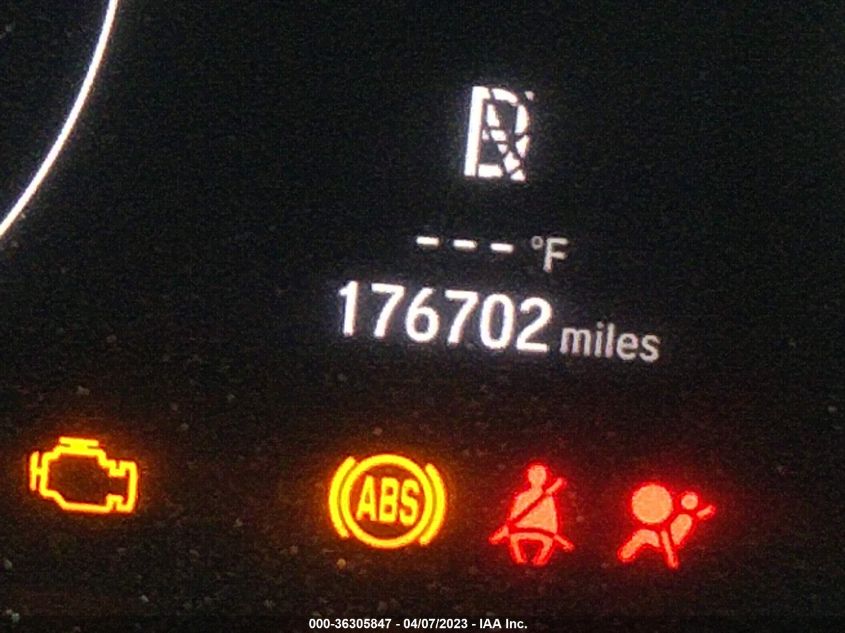 --- °F
176702 miles
ABS
000-36305847 - 04/07/2023 - IAA Inc.